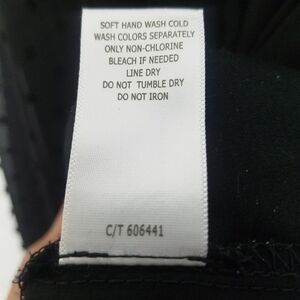 SOFT HAND WASH COLD
WASH COLORS SEPARATELY
ONLY NON-CHLORINE
BLEACH IF NEEDED
LINE DRY
DO NOT TUMBLE DRY
DO NOT IRON
C/T 606441